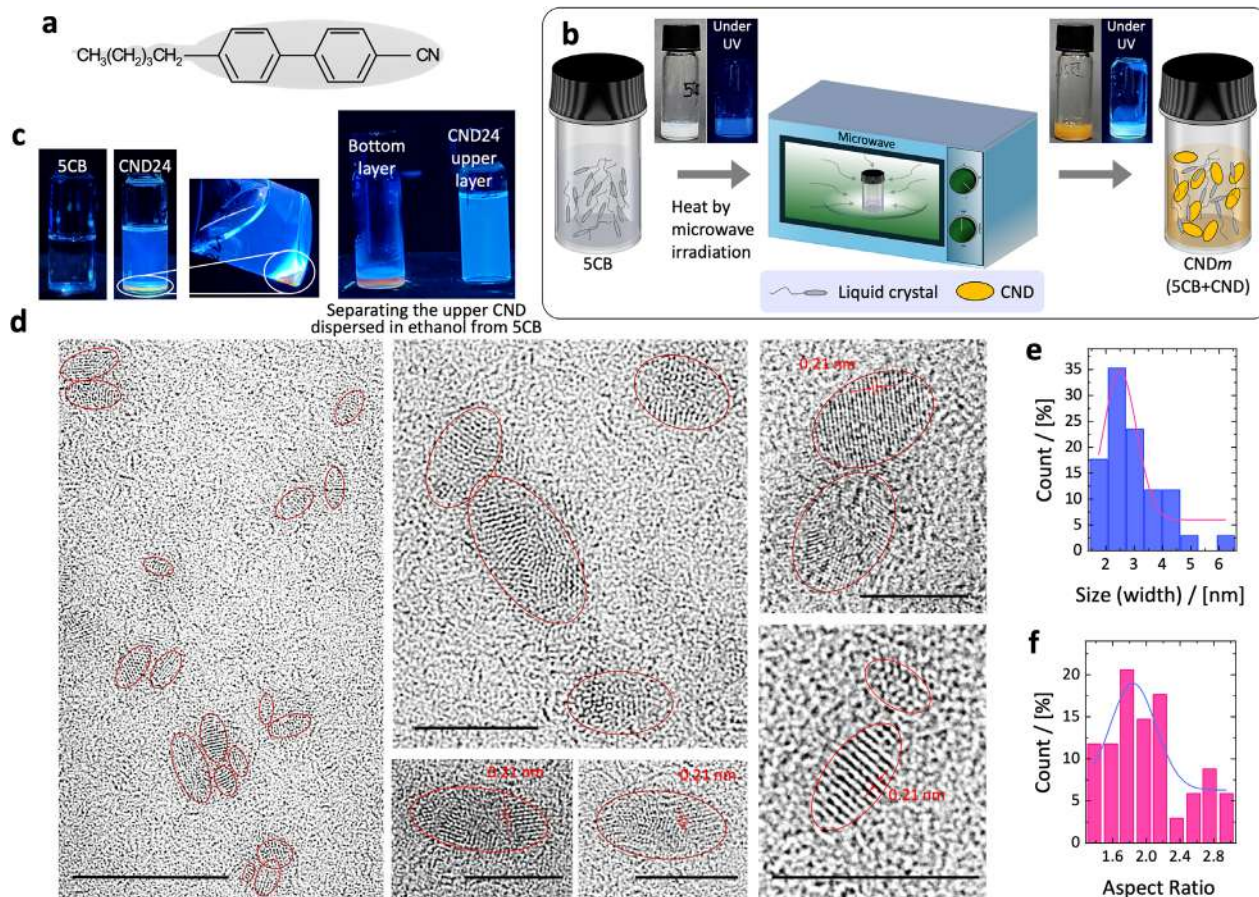 a
CH₃(CH₂)₃CH₂
CN
b
Under
UV
Heat by
microwave
irradiation
5CB
Microwave
Under
UV
CNDm
(5CB+CND)
Liquid crystal
CND
c
5CB
CND24
Bottom
layer
CND24
upper
layer
Separating the upper CND
dispersed in ethanol from 5CB
d
0.21 nm
0.21 nm
0.21 nm
0.21 nm
e
Count / [%]
35
30
25
20
15
10
5
0
2 3 4 5 6
Size (width) / [nm]
f
Count / [%]
20
15
10
5
0
1.6 2.0 2.4 2.8
Aspect Ratio